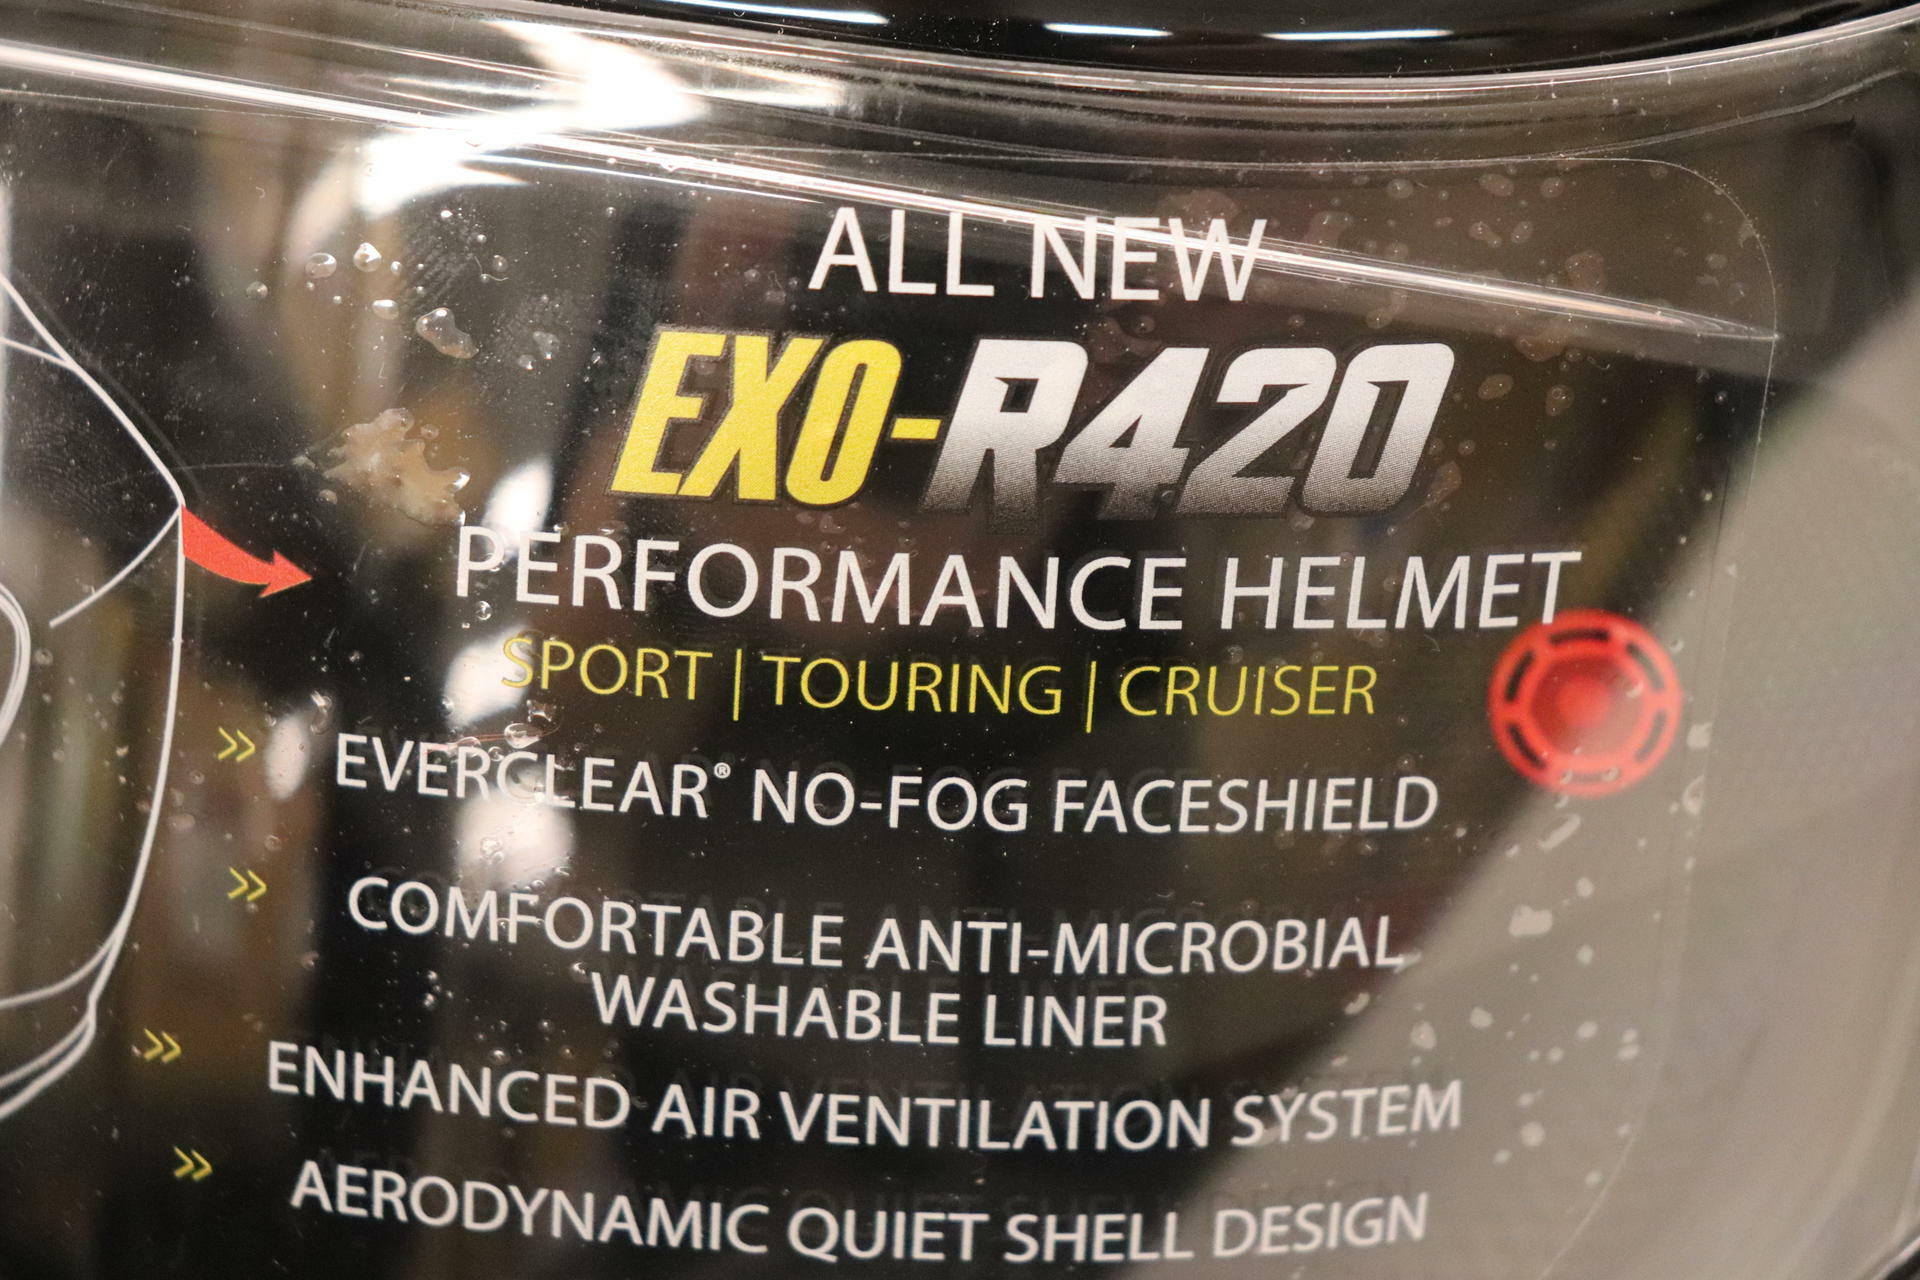 ALL NEW
EXO-R420
PERFORMANCE HELMET
SPORT | TOURING | CRUISER
» EVERCLEAR® NO-FOG FACESHIELD
» COMFORTABLE ANTI-MICROBIAL
WASHABLE LINER
» ENHANCED AIR VENTILATION SYSTEM
» AERODYNAMIC QUIET SHELL DESIGN